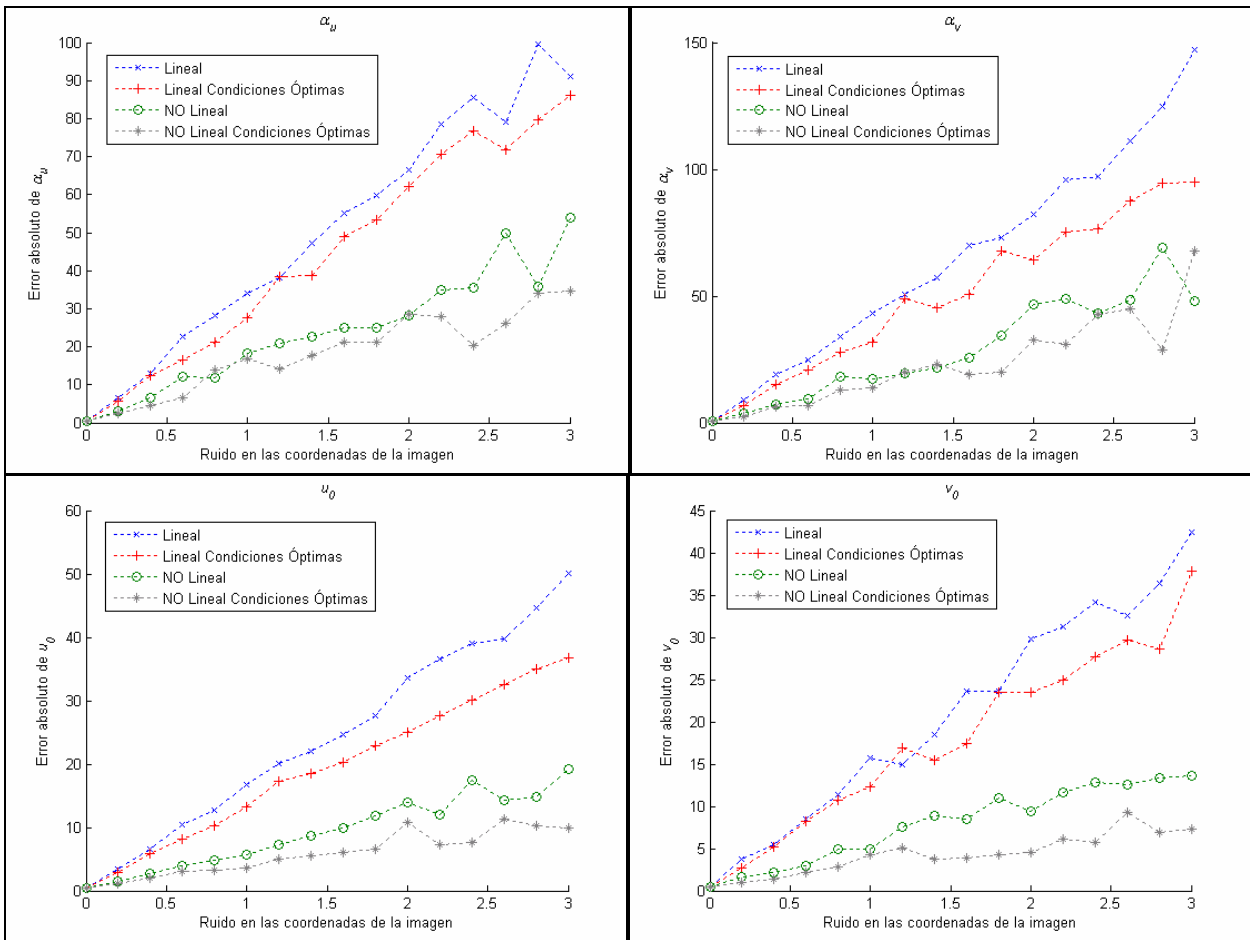 α_u
100
90
80
70
60
50
40
30
20
10
0
Error absoluto de α_u
Lineal
Lineal Condiciones Óptimas
NO Lineal
NO Lineal Condiciones Óptimas
0 0.5 1 1.5 2 2.5 3
Ruido en las coordenadas de la imagen
α_v
150
100
50
0
Error absoluto de α_v
Lineal
Lineal Condiciones Óptimas
NO Lineal
NO Lineal Condiciones Óptimas
0 0.5 1 1.5 2 2.5 3
Ruido en las coordenadas de la imagen
u_0
60
50
40
30
20
10
0
Error absoluto de u_0
Lineal
Lineal Condiciones Óptimas
NO Lineal
NO Lineal Condiciones Óptimas
0 0.5 1 1.5 2 2.5 3
Ruido en las coordenadas de la imagen
v_0
45
40
35
30
25
20
15
10
5
0
Error absoluto de v_0
Lineal
Lineal Condiciones Óptimas
NO Lineal
NO Lineal Condiciones Óptimas
0 0.5 1 1.5 2 2.5 3
Ruido en las coordenadas de la imagen